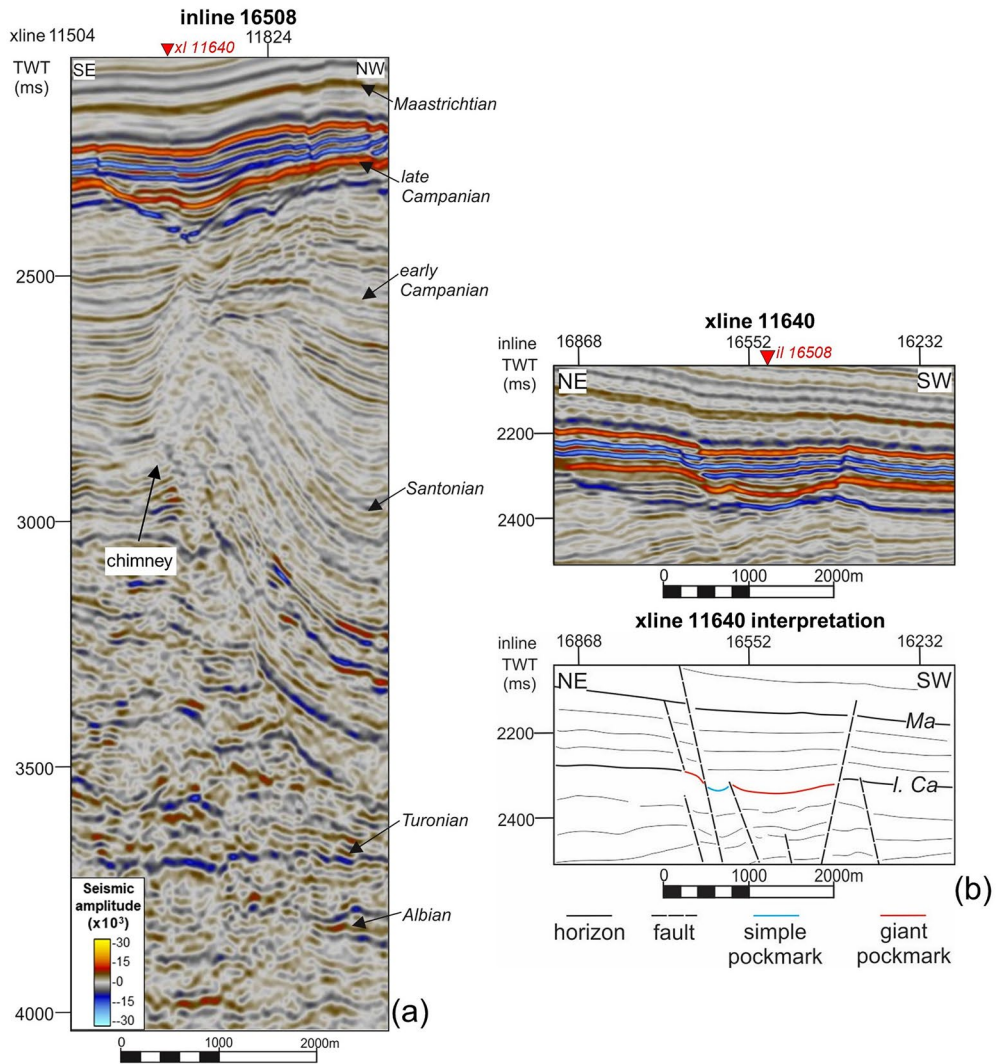 inline 16508
xline 11504
xl 11640
11824
TWT
(ms)
SE
NW
Maastrichtian
late
Campanian
2500
early
Campanian
Santonian
3000
chimney
3500
Turonian
Albian
Seismic
amplitude
(x10³)
-30
-15
-0
--15
--30
4000
(a)
0 1000 2000m
xline 11640
inline 16868 16552 16232
il 16508
TWT
(ms)
NE
SW
2200
2400
0 1000 2000m
xline 11640 interpretation
inline 16868 16552 16232
TWT
(ms)
NE
SW
Ma
2200
l. Ca
2400
0 1000 2000m
(b)
horizon
fault
simple
pockmark
giant
pockmark